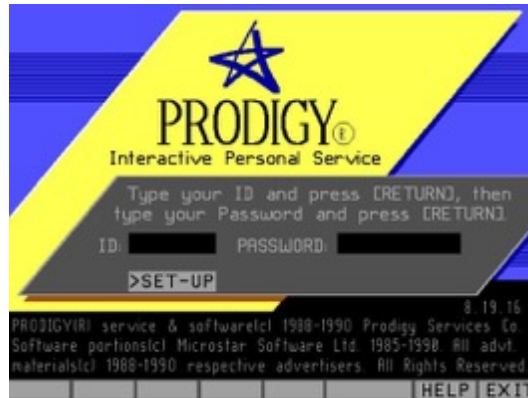 PRODIGY®
Interactive Personal Service
Type your ID and press [RETURN], then
type your Password and press [RETURN].
ID: PASSWORD:
>SET-UP
8.19.16
PRODIGY(R) service & software(c) 1988-1990 Prodigy Services Co.
Software portions(c) Microstar Software Ltd. 1985-1990. All advt.
materials(c) 1988-1990 respective advertisers. All Rights Reserved.
HELP EXIT